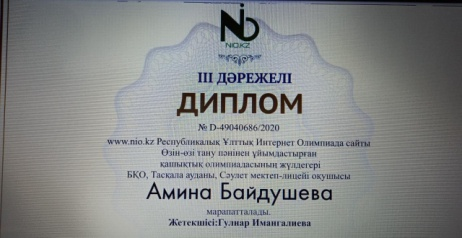 NIO
NIO.KZ
III ДӘРЕЖЕЛІ
ДИПЛОМ
№ D-49040686/2020
www.nio.kz Республикалық Ұлттық Интернет Олимпиада сайты
Өзін-өзі тану пәнінен ұйымдастырған
қашықтық олимпиадасының жүлдегері
БҚО, Тасқала ауданы, Сәулет мектеп-лицейі оқушысы
Амина Байдушева
марапатталады.
Жетекшісі:Гулнар Имангалиева